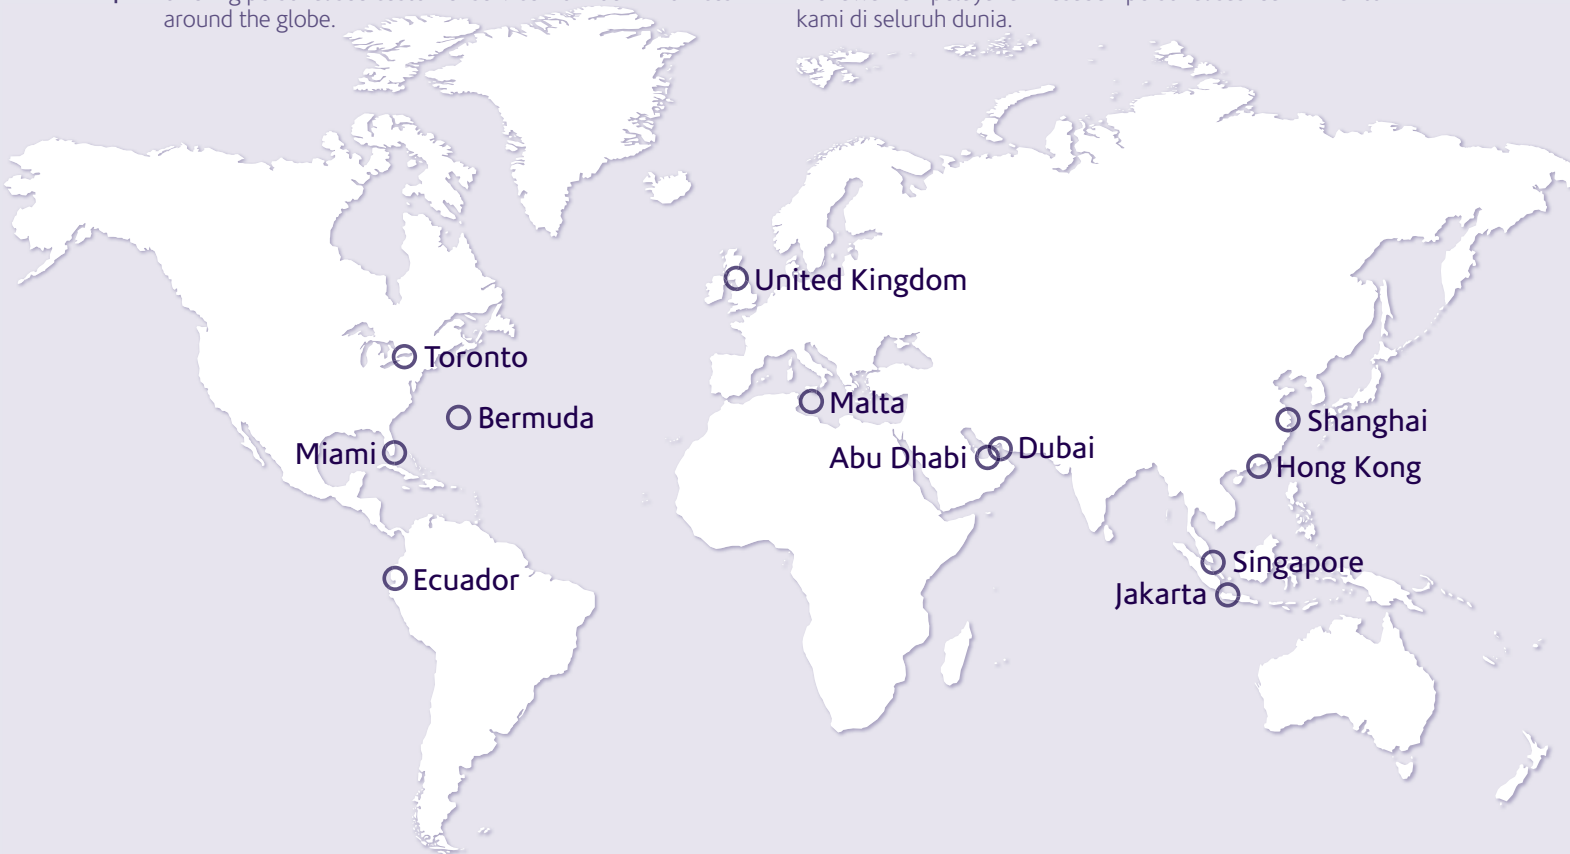 around the globe.
kami di seluruh dunia.
United Kingdom
Toronto
Malta
Bermuda
Shanghai
Miami
Abu Dhabi
Dubai
Hong Kong
Singapore
Ecuador
Jakarta